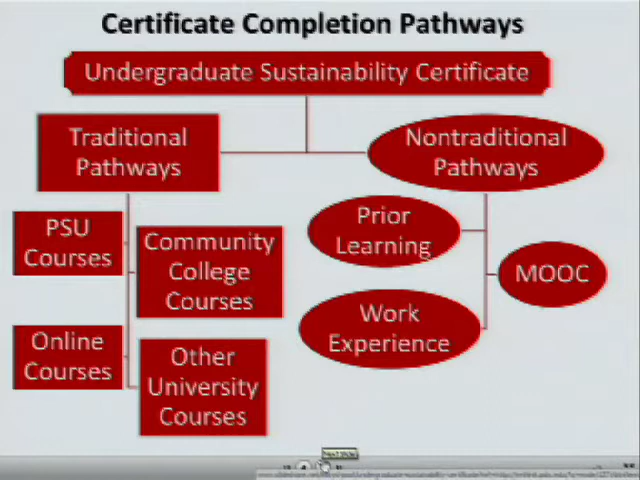 Certificate Completion Pathways
Undergraduate Sustainability Certificate
Traditional
Pathways
Nontraditional
Pathways
PSU
Courses
Community
College
Courses
Online
Courses
Other
University
Courses
Prior
Learning
MOOC
Work
Experience